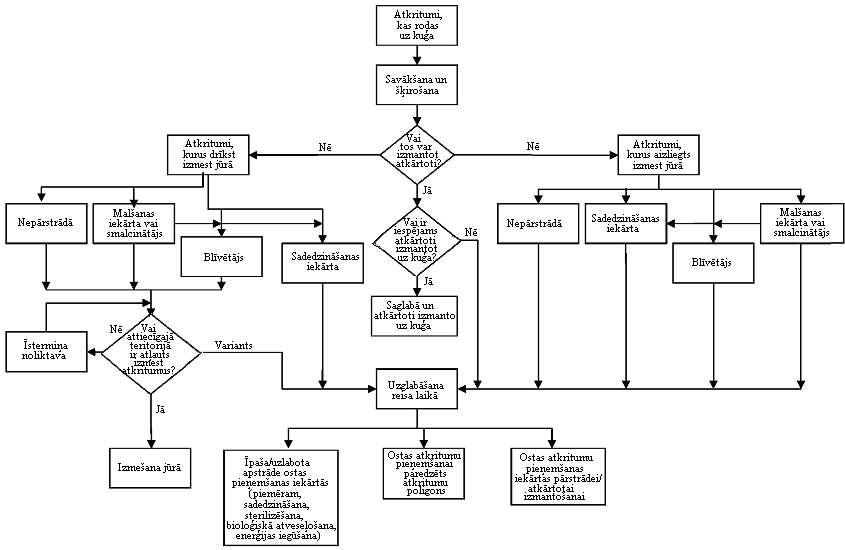 Atkritumi,
kas rodas
uz kuģa
Savākšana un
šķirošana
Vai
tos var
izmantot
atkārtoti?
Nē
Nē
Jā
Atkritumi,
kurus drīkst
izmest jūrā
Atkritumi,
kurus aizliegts
izmest jūrā
Nepārstrādā
Malšanas
iekārta vai
smalcinātājs
Blīvētājs
Sadedzināšanas
iekārta
Vai ir
iespējams
atkārtoti
izmantot
uz kuģa?
Nē
Jā
Saglabā un
atkārtoti izmanto
uz kuģa
Nepārstrādā
Sadedzināšanas
iekārta
Blīvētājs
Malšanas
iekārta vai
smalcinātājs
Īstermiņa
noliktava
Nē
Vai
attiecīgajā
teritorijā
ir atļauts
izmest
atkritumus?
Variants
Jā
Izmešana jūrā
Uzglabāšana
reisa laikā
Īpaša/uzlabota
apstrāde ostas
pieņemšanas iekārtās
(piemēram,
sadedzināšana,
sterilizēšana,
bioloģiskā atveseļošana,
enerģijas iegūšana)
Ostas atkritumu
pieņemšanai
paredzēts
atkritumu
poligons
Ostas atkritumu
pieņemšanas
iekārtas pārstrādei/
atkārtotai
izmantošanai